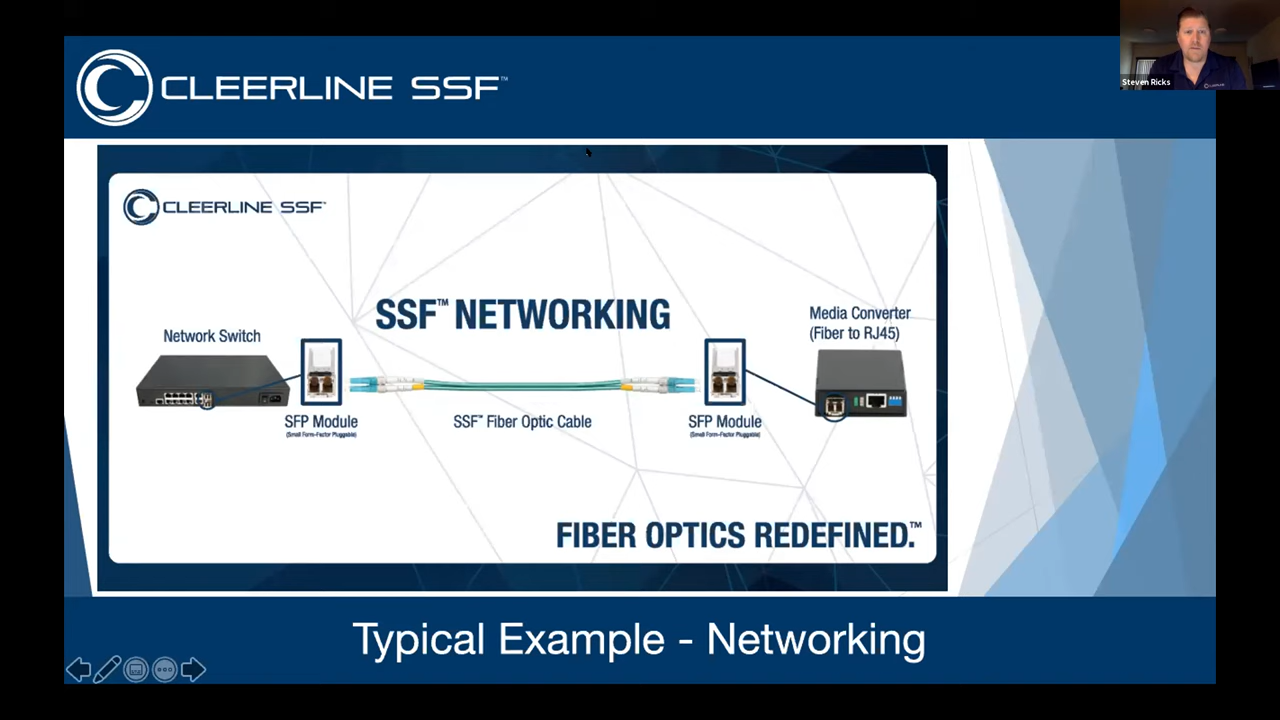 CLEERLINE SSF™
Steven Ricks
CLEERLINE SSF™
SSF™ NETWORKING
Network Switch
Media Converter
(Fiber to RJ45)
SFP Module
(Small Form-Factor Pluggable)
SSF™ Fiber Optic Cable
SFP Module
(Small Form-Factor Pluggable)
FIBER OPTICS REDEFINED.™
Typical Example - Networking